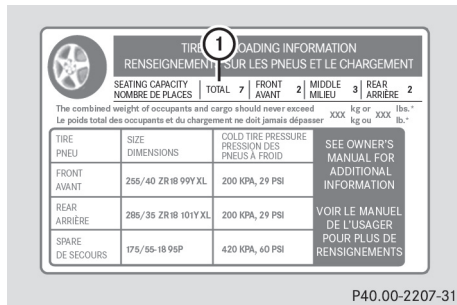 TIRE OADING INFORMATION
RENSEIGNEMENTS SUR LES PNEUS ET LE CHARGEMENT
1
SEATING CAPACITY
NOMBRE DE PLACES
TOTAL 7
FRONT
AVANT 2
MIDDLE
MILIEU 3
REAR
ARRIÈRE 2
The combined weight of occupants and cargo should never exceed XXX kg or XXX lbs.*
Le poids total des occupants et du chargement ne doit jamais dépasser kg ou lb.*
TIRE
PNEU
SIZE
DIMENSIONS
COLD TIRE PRESSURE
PRESSION DES
PNEUS À FROID
SEE OWNER'S
MANUAL FOR
ADDITIONAL
INFORMATION
VOIR LE MANUEL
DE L'USAGER
POUR PLUS DE
RENSIGNEMENTS
FRONT
AVANT
255/40 ZR18 99Y XL
200 KPA, 29 PSI
REAR
ARRIÈRE
285/35 ZR18 101Y XL
200 KPA, 29 PSI
SPARE
DE SECOURS
175/55-18 95P
420 KPA, 60 PSI
P40.00-2207-31